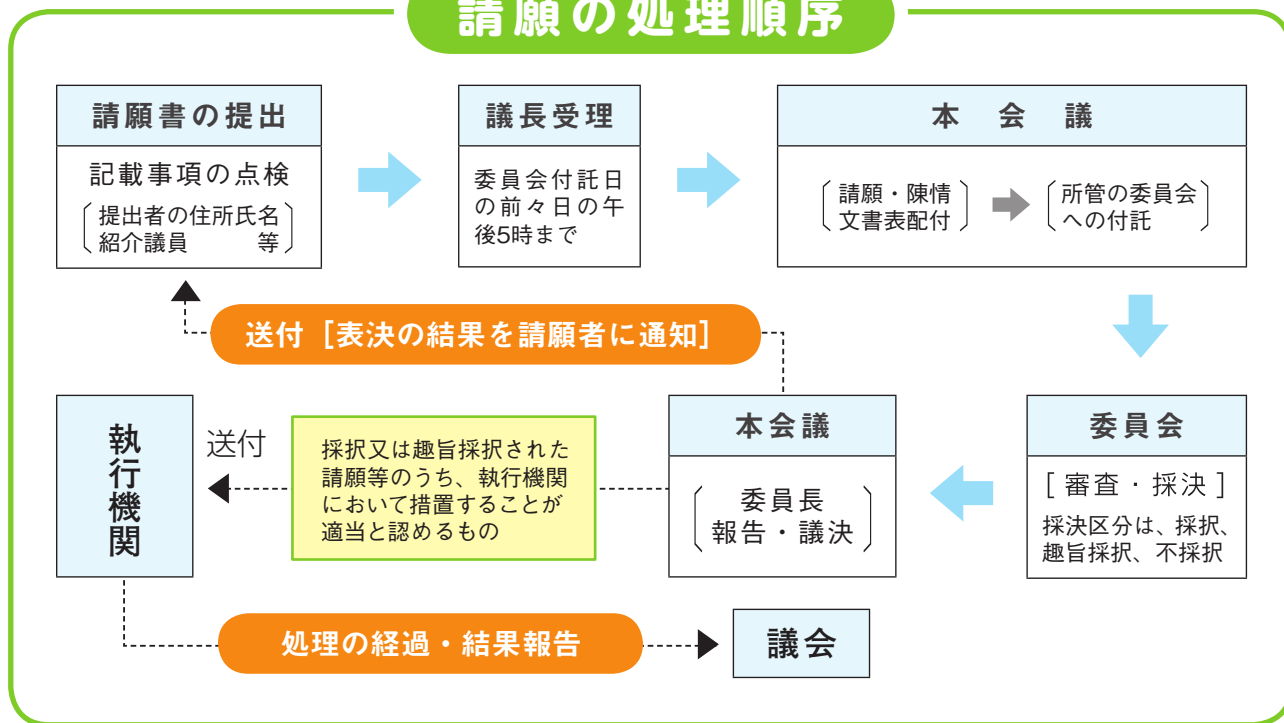 請願の処理順序
請願書の提出
記載事項の点検
提出者の住所氏名
紹介議員 等
議長受理
委員会付託日
の前々日の午
後5時まで
本会議
請願・陳情
文書表配付
所管の委員会
への付託
送付［表決の結果を請願者に通知］
執行機関
送付
採択又は趣旨採択された
請願等のうち、執行機関
において措置することが
適当と認めるもの
本会議
委員長
報告・議決
委員会
［審査・採決］
採決区分は、採択、
趣旨採択、不採択
処理の経過・結果報告
議会